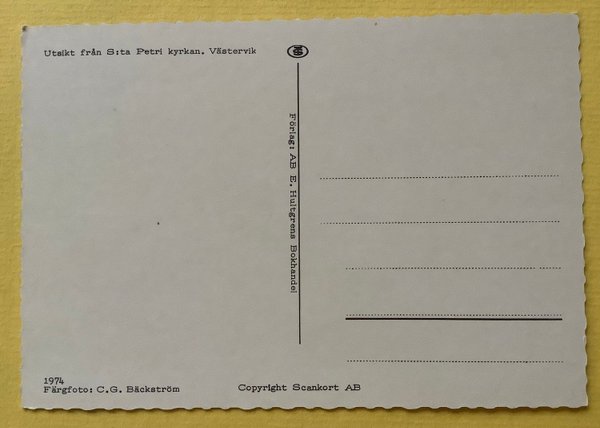 Utsikt från S:ta Petri kyrkan. Västervik
Förlag: AB E. Hultgrens Bokhandel
1974
Färgfoto: C.G. Bäckström
Copyright Scankort AB